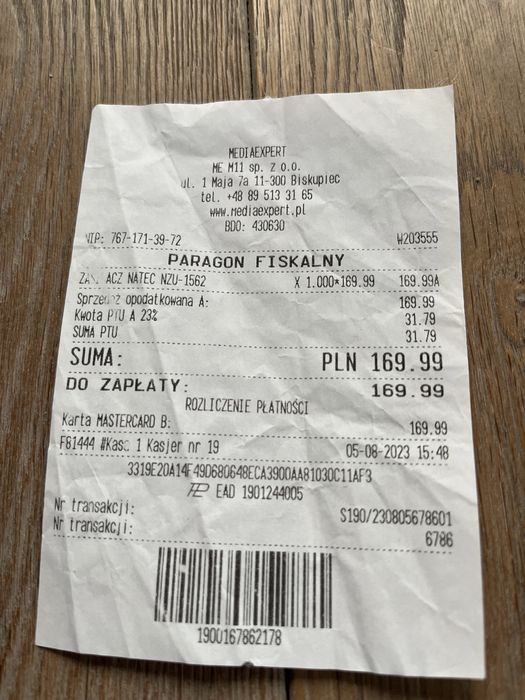 MEDIAEXPERT
ME M11 sp. z o.o.
ul. 1 Maja 7a 11-300 Biskupiec
tel. +48 89 513 31 65
www.mediaexpert.pl
BDO: 430630
NIP: 767-171-39-72 W203555
PARAGON FISKALNY
ACZ NATEC NZU-1562 X 1.000*169.99 169.99A
Sprzedaż opodatkowana A: 169.99
Kwota PTU A 23% 31.79
SUMA PTU 31.79
SUMA: PLN 169.99
DO ZAPŁATY: 169.99
ROZLICZENIE PŁATNOŚCI
Karta MASTERCARD B: 169.99
F81444 #Kasa 1 Kasjer nr 19 05-08-2023 15:48
3319E20A14F49D680648ECA3900AA81030C11AF3
EAD 1901244005
Nr transakcji: S190/230805678601
Nr transakcji: 6786
1900167862178